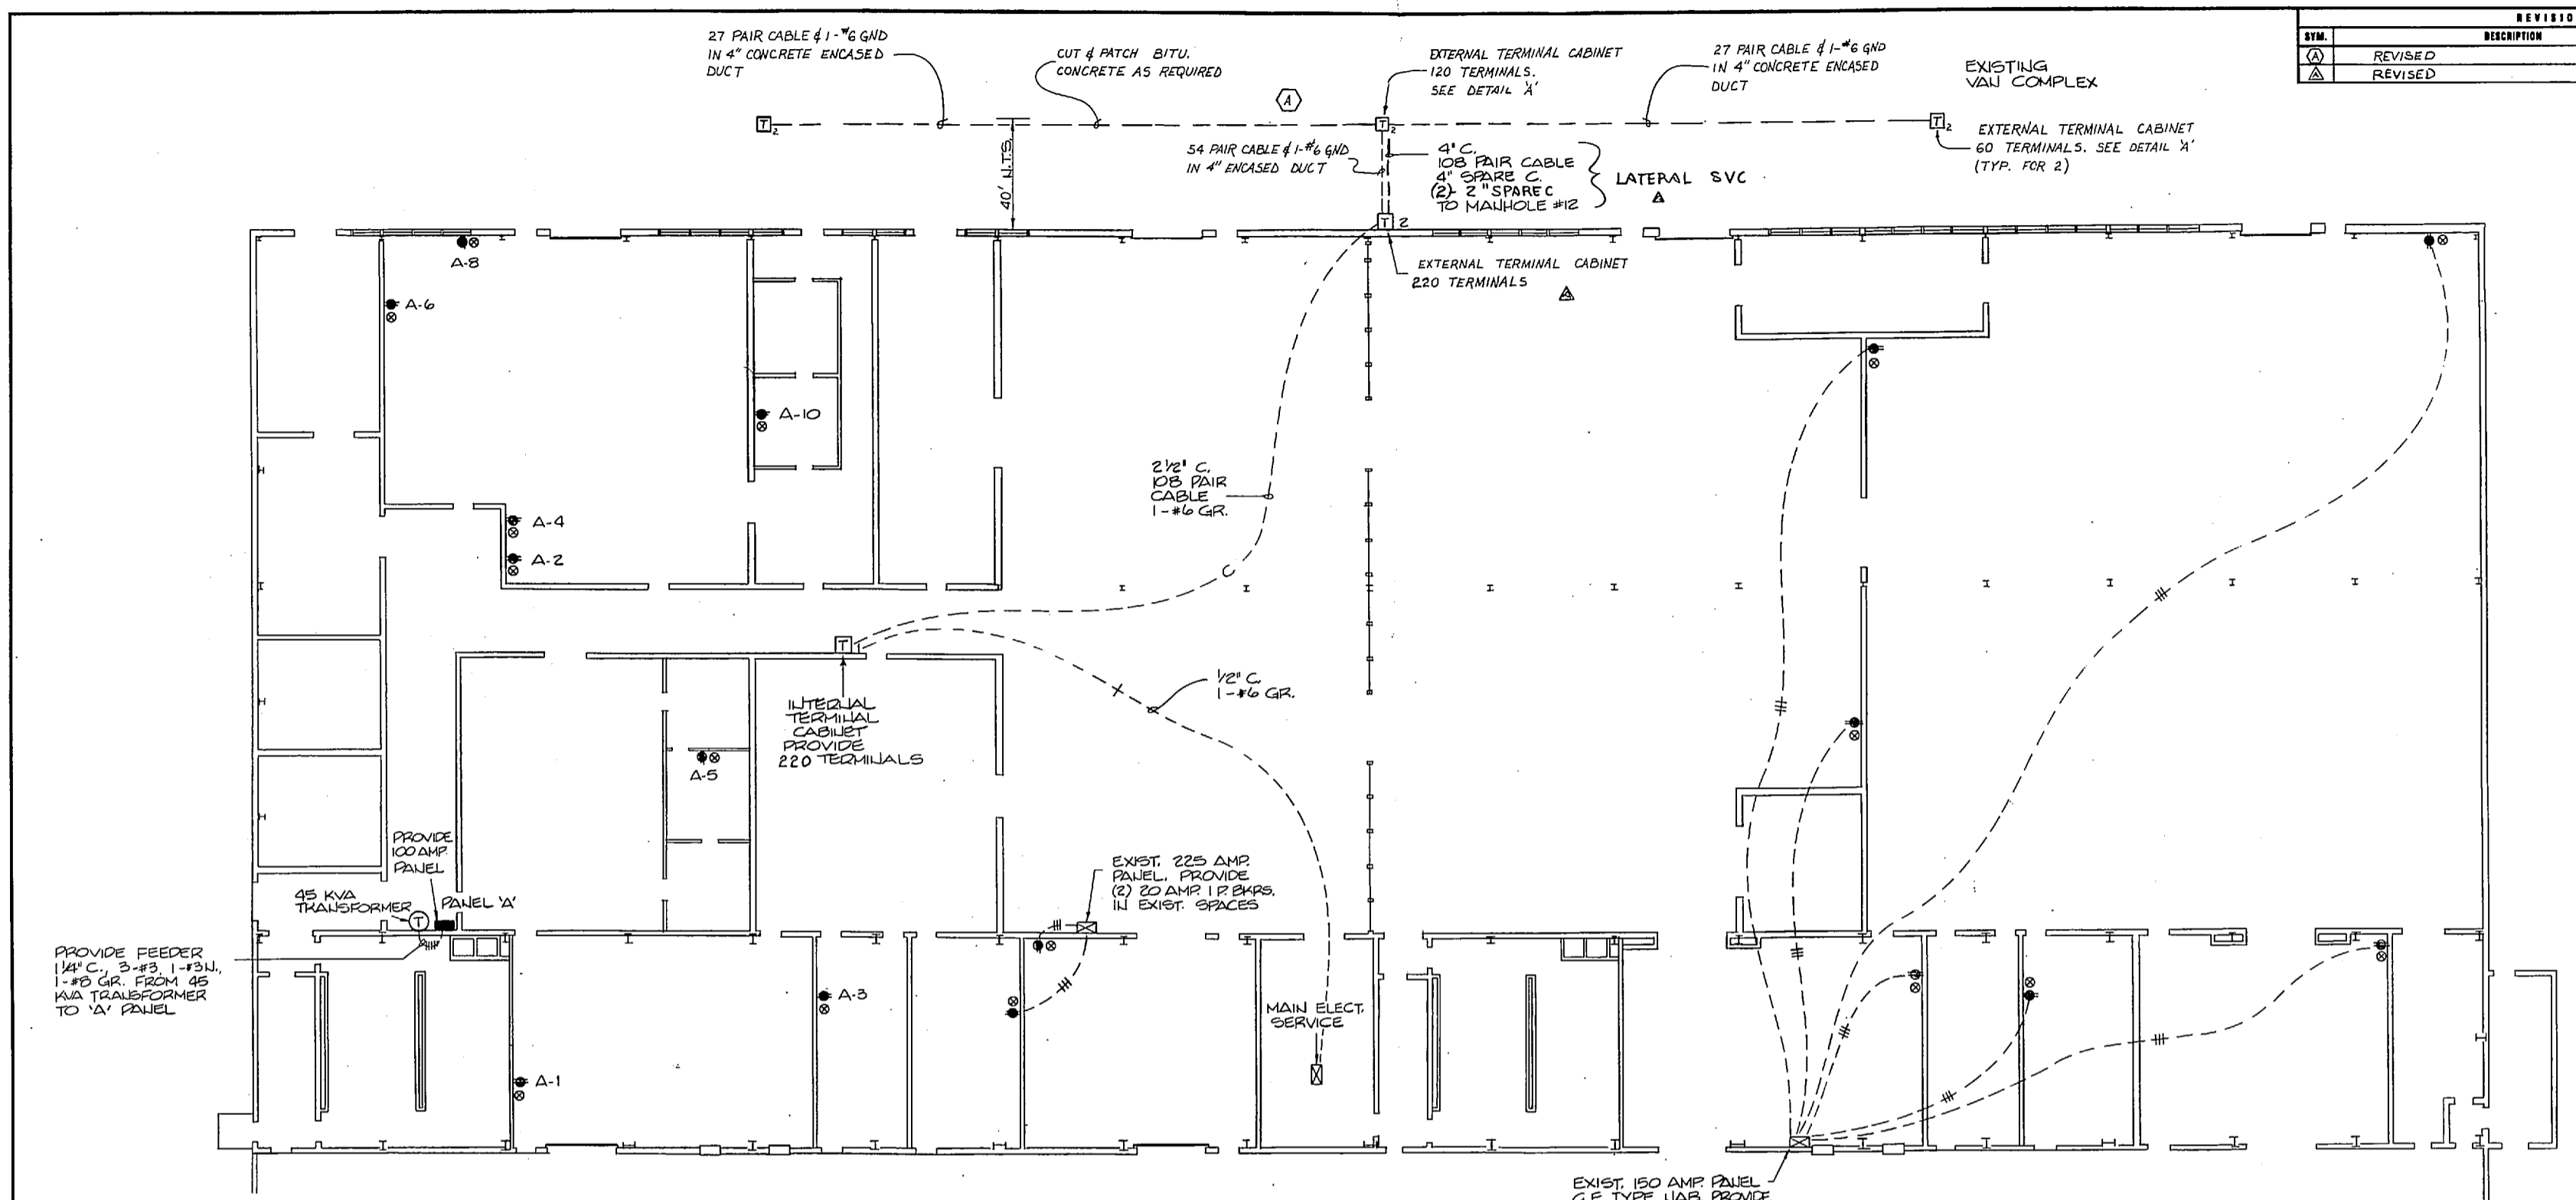 REVISIO
SYM. DESCRIPTION
A REVISED
A REVISED
27 PAIR CABLE & 1-#6 GND
IN 4" CONCRETE ENCASED
DUCT
CUT & PATCH BITU.
CONCRETE AS REQUIRED
A
EXTERNAL TERMINAL CABINET
120 TERMINALS.
SEE DETAIL 'A'
27 PAIR CABLE & 1-#6 GND
IN 4" CONCRETE ENCASED
DUCT
EXISTING
VAN COMPLEX
T 2
T 2
T 2
EXTERNAL TERMINAL CABINET
60 TERMINALS. SEE DETAIL 'A'
(TYP. FOR 2)
40' N.T.S.
54 PAIR CABLE & 1-#6 GND
IN 4" ENCASED DUCT
4" C.
108 PAIR CABLE
4" SPARE C.
(2)- 2" SPARE C
TO MANHOLE #12
LATERAL SVC
T 2
EXTERNAL TERMINAL CABINET
220 TERMINALS
A-8
A-6
A-10
A-4
A-2
2 1/2" C.
108 PAIR
CABLE
1-#6 GR.
C
T
1/2" C.
1-#6 GR.
INTERNAL
TERMINAL
CABINET
PROVIDE
220 TERMINALS
A-5
PROVIDE
100 AMP.
PANEL
45 KVA
TRANSFORMER
T
PANEL 'A'
EXIST. 225 AMP.
PANEL. PROVIDE
(2) 20 AMP. 1 P. BKRS.
IN EXIST. SPACES
PROVIDE FEEDER
1 1/4" C., 3-#3, 1-#3N.,
1-#8 GR. FROM 45
KVA TRANSFORMER
TO 'A' PANEL
A-3
A-1
MAIN ELECT.
SERVICE
EXIST. 150 AMP. PANEL
G.E. TYPE NAB. PROVIDE